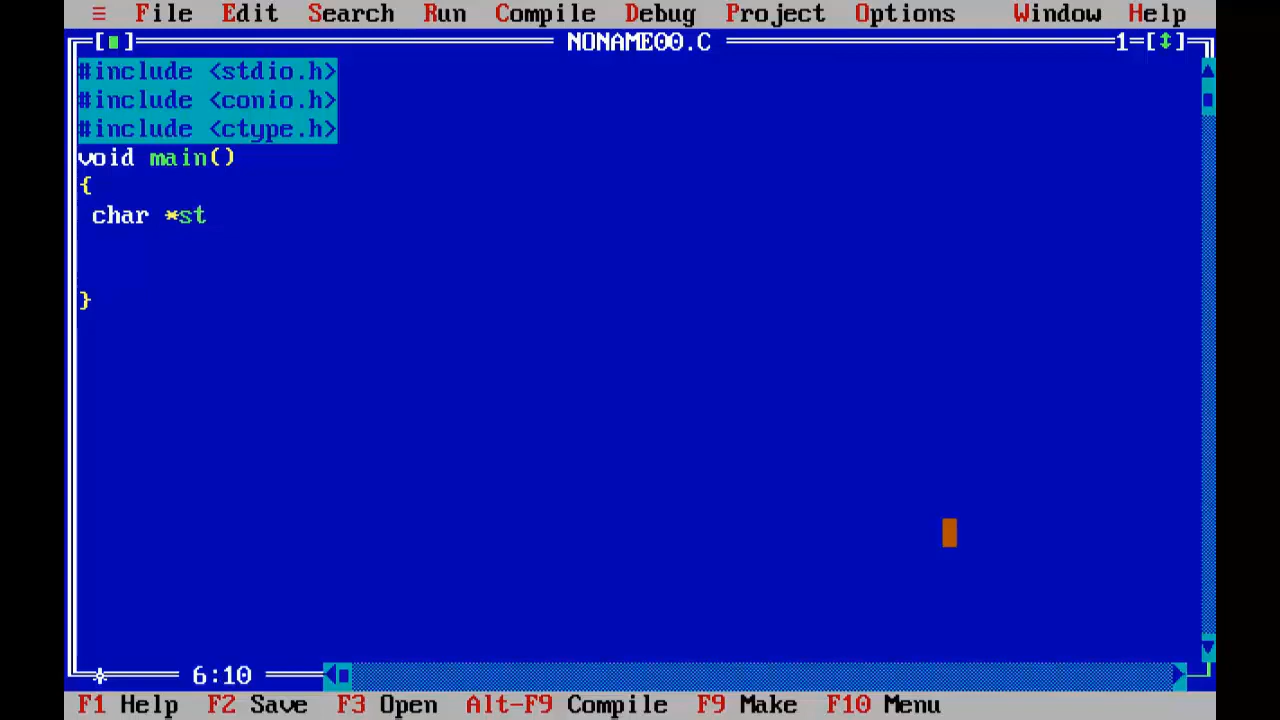 ≡ File Edit Search Run Compile Debug Project Options Window Help
[■] NONAME00.C 1=[↕]
#include <stdio.h>
#include <conio.h>
#include <ctype.h>
void main()
{
char *st
}
6:10
F1 Help F2 Save F3 Open Alt-F9 Compile F9 Make F10 Menu